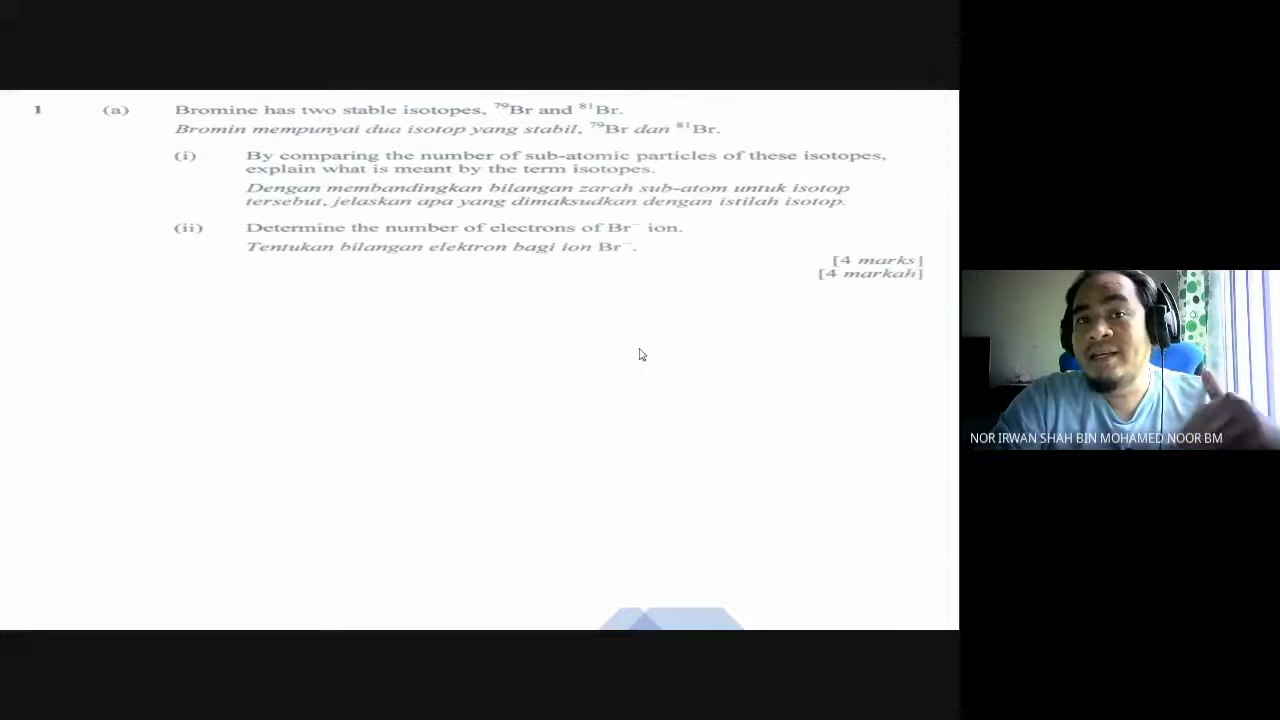 1 (a) Bromine has two stable isotopes, ⁷⁹Br and ⁸¹Br.
Bromin mempunyai dua isotop yang stabil, ⁷⁹Br dan ⁸¹Br.
(i) By comparing the number of sub-atomic particles of these isotopes,
explain what is meant by the term isotopes.
Dengan membandingkan bilangan zarah sub-atom untuk isotop
tersebut, jelaskan apa yang dimaksudkan dengan istilah isotop.
(ii) Determine the number of electrons of Br⁻ ion.
Tentukan bilangan elektron bagi ion Br⁻.
[4 marks]
[4 markah]
NOR IRWAN SHAH BIN MOHAMED NOOR BM